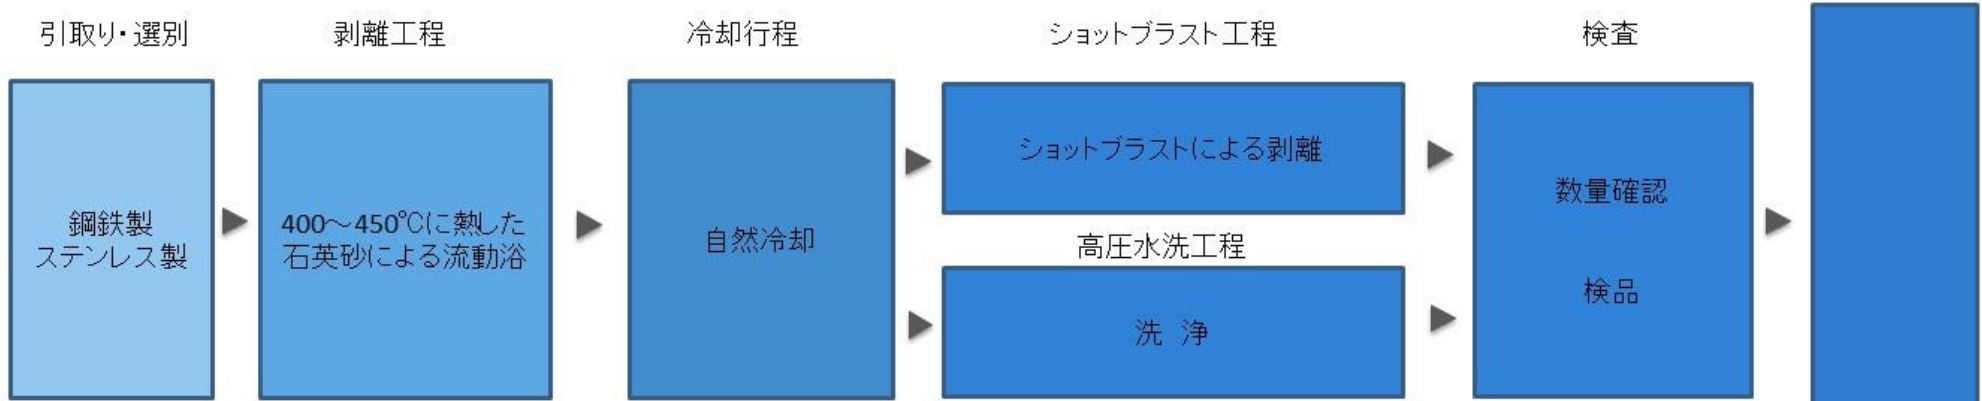 引取り・選別
鋼鉄製
ステンレス製
剥離工程
400～450℃に熱した
石英砂による流動浴
冷却行程
自然冷却
ショットブラスト工程
ショットブラストによる剥離
高圧水洗工程
洗　浄
検査
数量確認
検品